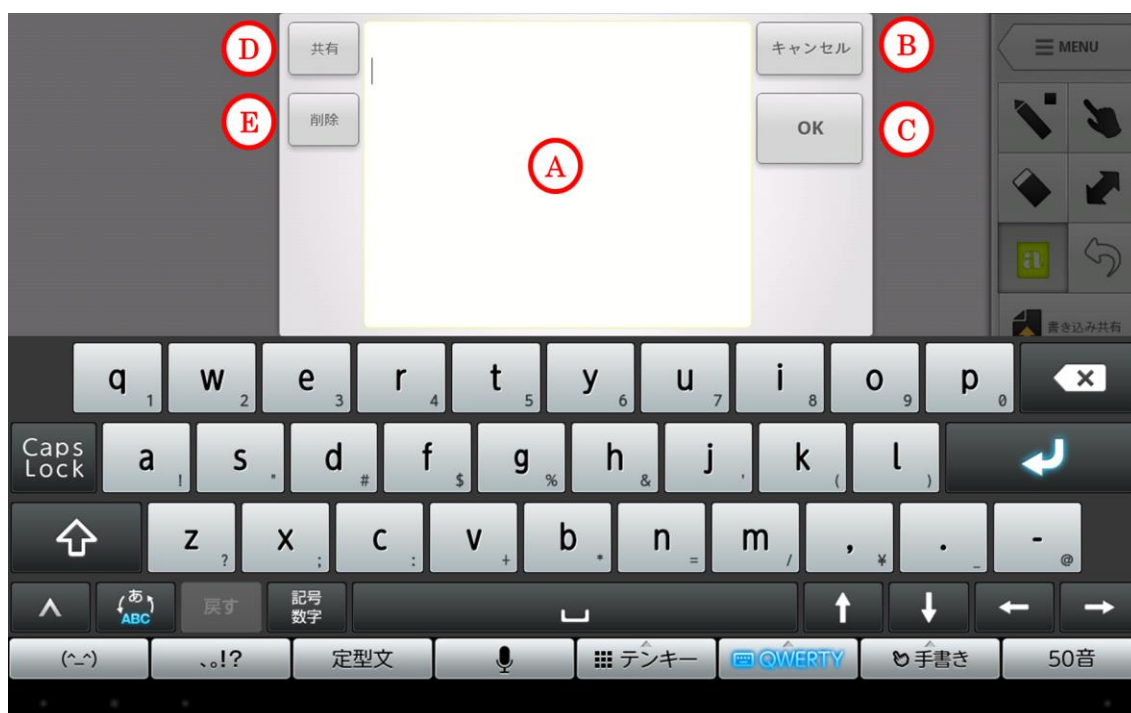 D 共有 キャンセル B MENU
E 削除 OK C
A
a
書き込み共有
q 1 w 2 e 3 r 4 t 5 y 6 u 7 i 8 o 9 p 0 ×
Caps Lock a ! s " d # f $ g % h & j ' k ( l )
z ? x ; c : v + b * n = m / , ¥ . _ - @
あ ABC 戻す 記号 数字
(^_^) 、。!? 定型文 テンキー QWERTY 手書き 50音